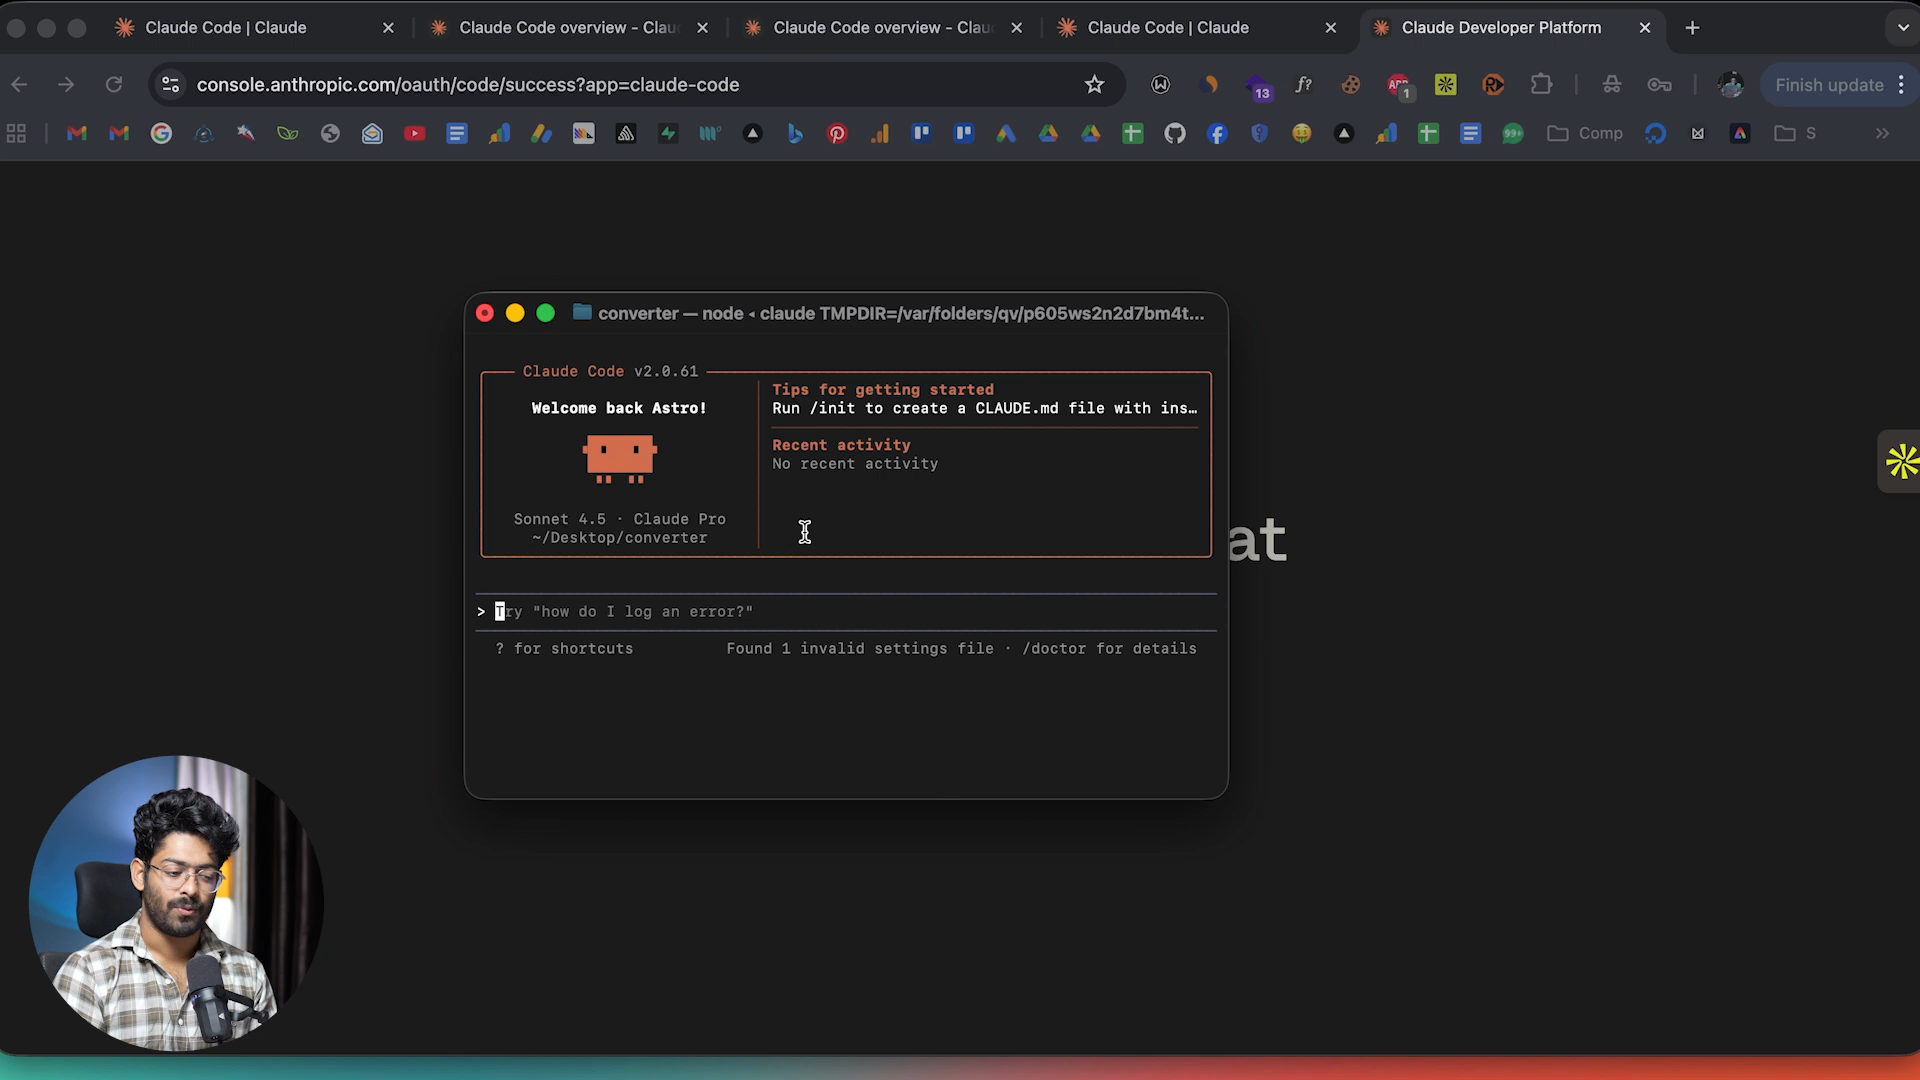 Claude Code | Claude
Claude Code overview - Clau
Claude Code overview - Clau
Claude Code | Claude
Claude Developer Platform
console.anthropic.com/oauth/code/success?app=claude-code
13
f?
1
Finish update
99+
Comp
S
converter — node ◂ claude TMPDIR=/var/folders/qv/p605ws2n2d7bm4t...
Claude Code v2.0.61
Welcome back Astro!
Sonnet 4.5 · Claude Pro
~/Desktop/converter
Tips for getting started
Run /init to create a CLAUDE.md file with ins…
Recent activity
No recent activity
at
> Try "how do I log an error?"
? for shortcuts
Found 1 invalid settings file · /doctor for details